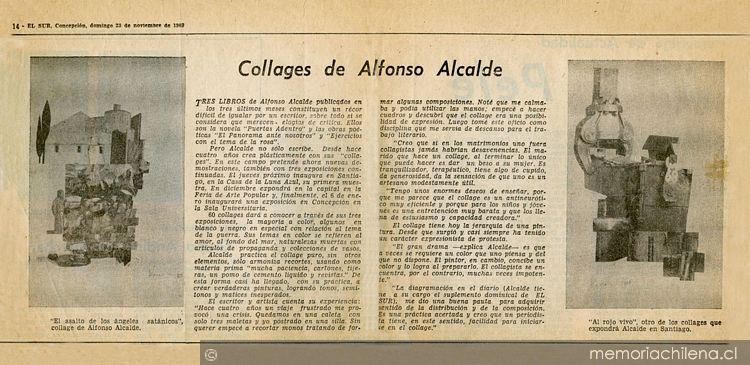 14 - EL SUR, Concepción, domingo 23 de noviembre de 1969
Collages de Alfonso Alcalde
TRES LIBROS de Alfonso Alcalde publicados en
los tres últimos meses constituyen un récor
difícil de igualar por un escritor, sobre todo si se
considera que merecen elogios de crítica. Ellos
son la novela "Puertas Adentro" y las obras poé-
ticas "El Panorama ante nosotros" y "Ejercicios
con el tema de la rosa".
Pero Alcalde no sólo escribe. Desde hace
cuatro años crea plásticamente con sus "colla-
ges". En este campo pretende ahora nuevas de-
mostraciones, también con tres exposiciones con-
tinuadas. El jueves próximo inaugura en Santia-
go, en la Casa de la Luna Azul, su primera mues-
tra. En diciembre expondrá en la capital en la
Feria de Arte Popular y, finalmente, el 6 de ene-
ro inaugurará una exposición en Concepción en
la Sala Universitaria.
60 collages dará a conocer a través de sus tres
exposiciones, la mayoría a color, algunos en
blanco y negro en especial con relación al tema
de la guerra. Sus temas en color se refieren al
amor, al fondo del mar, naturalezas muertas con
artículos de propaganda y colecciones de vasos.
Alcalde practica el collage puro, sin otros
elementos, sólo armoniza recortes, usando como
materia prima "mucha paciencia, cartones, tije-
ras, un pomo de cemento líquido y revistas." De
esta forma casi ha llegado, con su práctica, a
crear verdaderas pinturas, logrando tonos, semi-
tonos y matices inesperados.
El escritor y artista cuenta su experiencia:
"Hace cuatro años un viaje frustrado me pro-
vocó una crisis. Quedamos en una caleta con
solo tres maletas y yo postrado en una silla. Sin
querer empecé a recortar monos tratando de for-
mar algunas composiciones. Noté que me calma-
ba y podía utilizar las manos; empecé a hacer
cuadros y descubrí que el collage era una posibi-
lidad de expresión. Luego tomé este oficio como
disciplina que me servía de descanso para el tra-
bajo literario.
"Creo que si en los matrimonios uno fuera
collagista jamás habrían desavenencias. El ma-
rido que hace un collage, al terminar lo único
que puede hacer es dar un beso a su mujer. Es
tranquilizador, terapéutico, tiene algo de cupido,
da generosidad, da la sensación de que uno es un
artesano modestamente útil.
"Tengo unos enormes deseos de enseñar, por-
que me parece que el collage es un antineuróti-
co muy eficiente y porque para los niños y jóve-
nes es una entretención muy barata y que los lle-
na de entusiasmo y capacidad creadora."
El collage tiene hoy la jerarquía de una pin-
tura. Desde que surgió y casi siempre ha tenido
un carácter expresionista de protesta.
"El gran drama —explica Alcalde— es que
a veces se requiere un color que uno piensa y del
que no dispone. El pintor, en cambio, concibe un
color y lo logra al prepararlo. El collagista se en-
cuentra, por el contrario, muchas veces impoten-
te."
"La diagramación en el diario (Alcalde tie-
ne a su cargo el suplemento dominical de EL
SUR), me dio una buena pauta para adquirir
sentido de la distribución y de la composición.
Es una práctica acertada y creo que un periodis-
ta tiene, en este sentido, facilidad para iniciar-
se en el collage."
"El asalto de los ángeles satánicos",
collage de Alfonso Alcalde.
"Al rojo vivo", otro de los collages que
expondrá Alcalde en Santiago.
© memoriachilena.cl